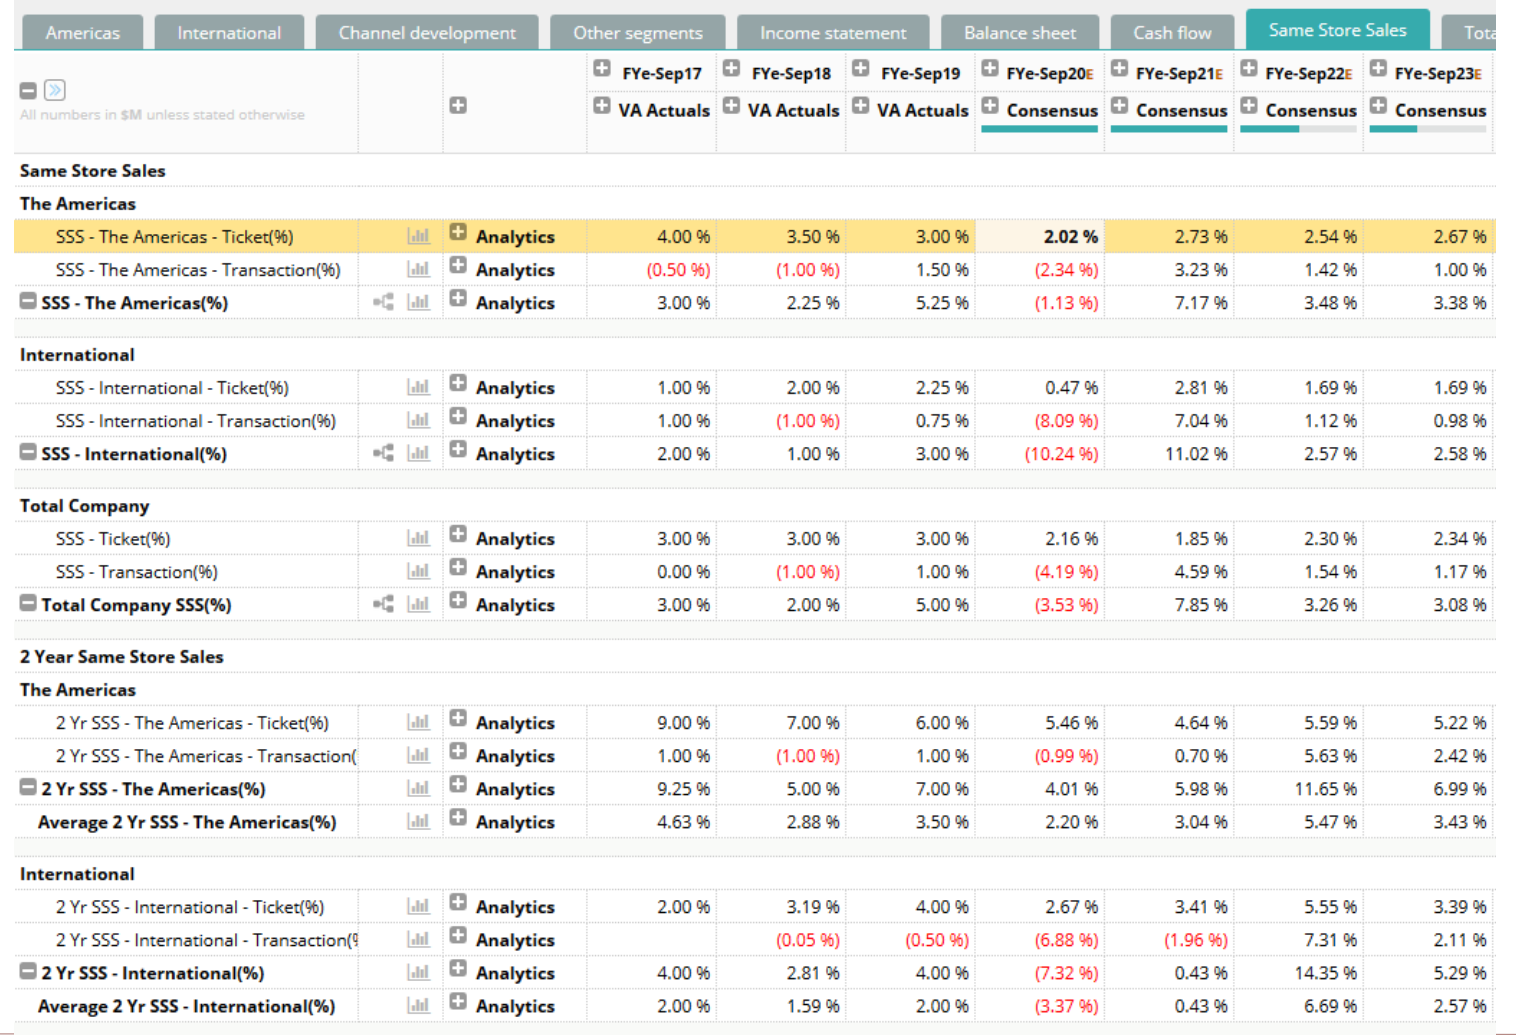 Americas International Channel development Other segments Income statement Balance sheet Cash flow Same Store Sales Tota
FYe-Sep17 FYe-Sep18 FYe-Sep19 FYe-Sep20E FYe-Sep21E FYe-Sep22E FYe-Sep23E
All numbers in $M unless stated otherwise VA Actuals VA Actuals VA Actuals Consensus Consensus Consensus Consensus
Same Store Sales
The Americas
SSS - The Americas - Ticket(%) Analytics 4.00 % 3.50 % 3.00 % 2.02 % 2.73 % 2.54 % 2.67 %
SSS - The Americas - Transaction(%) Analytics (0.50 %) (1.00 %) 1.50 % (2.34 %) 3.23 % 1.42 % 1.00 %
SSS - The Americas(%) Analytics 3.00 % 2.25 % 5.25 % (1.13 %) 7.17 % 3.48 % 3.38 %
International
SSS - International - Ticket(%) Analytics 1.00 % 2.00 % 2.25 % 0.47 % 2.81 % 1.69 % 1.69 %
SSS - International - Transaction(%) Analytics 1.00 % (1.00 %) 0.75 % (8.09 %) 7.04 % 1.12 % 0.98 %
SSS - International(%) Analytics 2.00 % 1.00 % 3.00 % (10.24 %) 11.02 % 2.57 % 2.58 %
Total Company
SSS - Ticket(%) Analytics 3.00 % 3.00 % 3.00 % 2.16 % 1.85 % 2.30 % 2.34 %
SSS - Transaction(%) Analytics 0.00 % (1.00 %) 1.00 % (4.19 %) 4.59 % 1.54 % 1.17 %
Total Company SSS(%) Analytics 3.00 % 2.00 % 5.00 % (3.53 %) 7.85 % 3.26 % 3.08 %
2 Year Same Store Sales
The Americas
2 Yr SSS - The Americas - Ticket(%) Analytics 9.00 % 7.00 % 6.00 % 5.46 % 4.64 % 5.59 % 5.22 %
2 Yr SSS - The Americas - Transaction( Analytics 1.00 % (1.00 %) 1.00 % (0.99 %) 0.70 % 5.63 % 2.42 %
2 Yr SSS - The Americas(%) Analytics 9.25 % 5.00 % 7.00 % 4.01 % 5.98 % 11.65 % 6.99 %
Average 2 Yr SSS - The Americas(%) Analytics 4.63 % 2.88 % 3.50 % 2.20 % 3.04 % 5.47 % 3.43 %
International
2 Yr SSS - International - Ticket(%) Analytics 2.00 % 3.19 % 4.00 % 2.67 % 3.41 % 5.55 % 3.39 %
2 Yr SSS - International - Transaction(% Analytics (0.05 %) (0.50 %) (6.88 %) (1.96 %) 7.31 % 2.11 %
2 Yr SSS - International(%) Analytics 4.00 % 2.81 % 4.00 % (7.32 %) 0.43 % 14.35 % 5.29 %
Average 2 Yr SSS - International(%) Analytics 2.00 % 1.59 % 2.00 % (3.37 %) 0.43 % 6.69 % 2.57 %